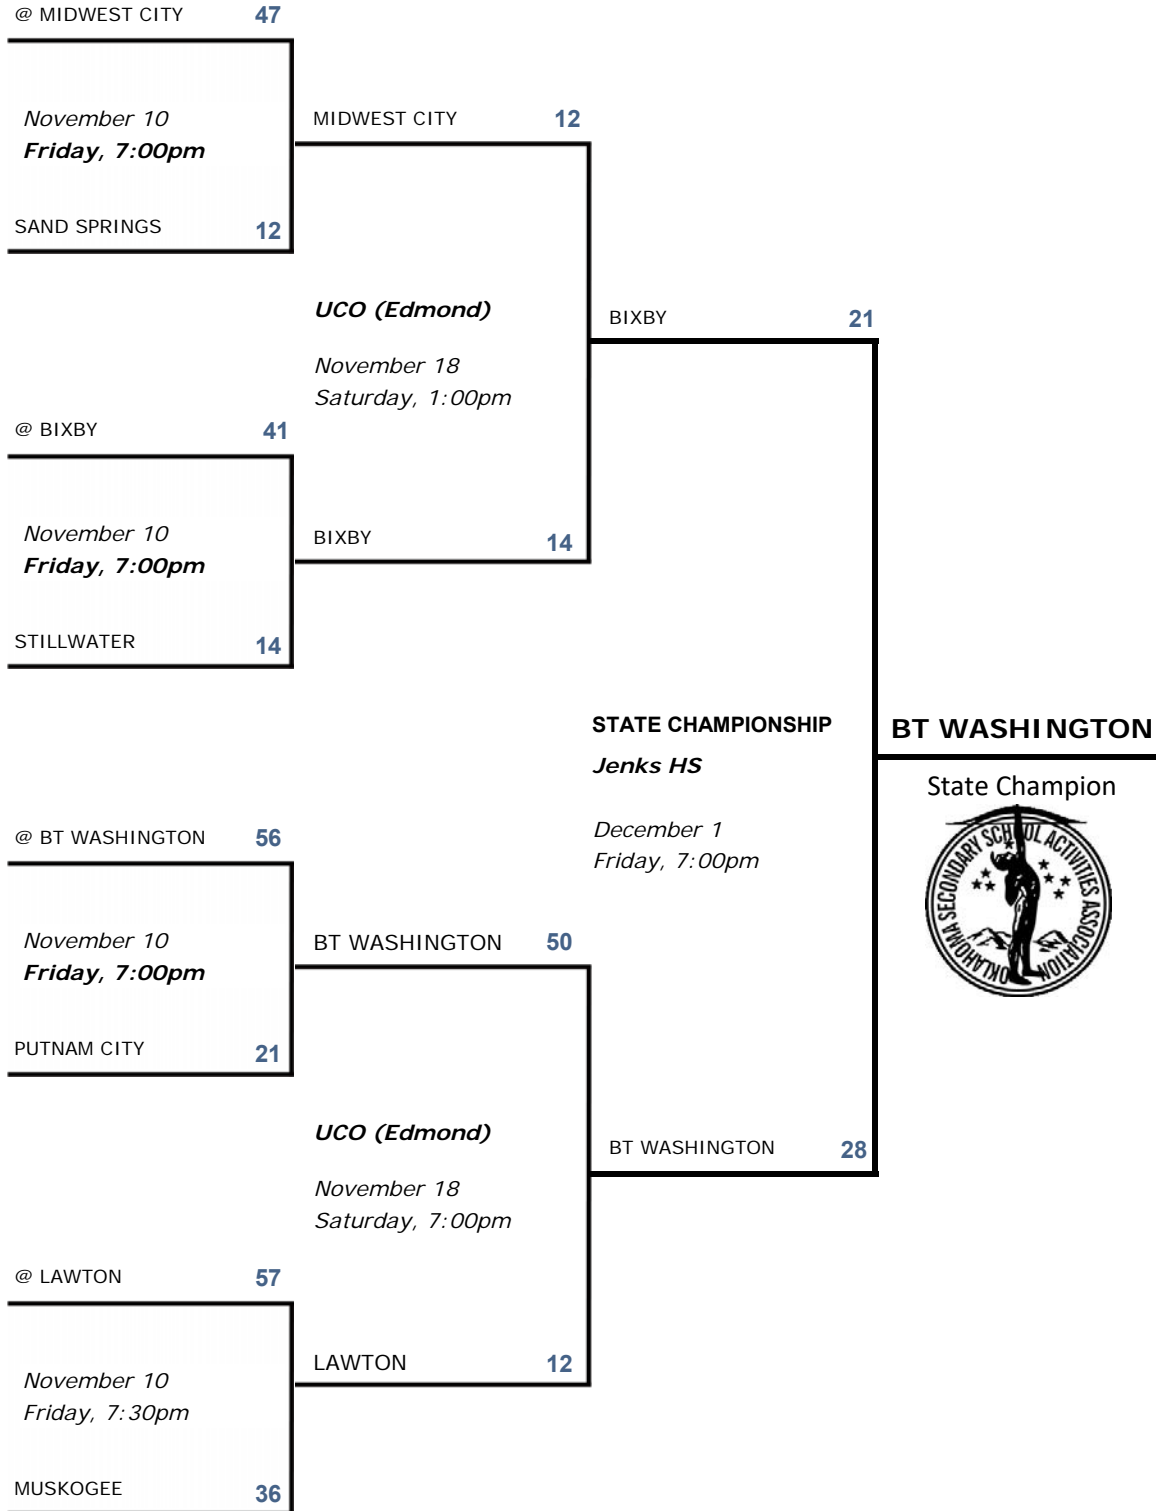 @ MIDWEST CITY 47
November 10
Friday, 7:00pm
SAND SPRINGS 12
MIDWEST CITY 12
UCO (Edmond)
November 18
Saturday, 1:00pm
@ BIXBY 41
November 10
Friday, 7:00pm
STILLWATER 14
BIXBY 14
BIXBY 21
STATE CHAMPIONSHIP
Jenks HS
December 1
Friday, 7:00pm
BT WASHINGTON
State Champion
OKLAHOMA SECONDARY SCHOOL ACTIVITIES ASSOCIATION
@ BT WASHINGTON 56
November 10
Friday, 7:00pm
PUTNAM CITY 21
BT WASHINGTON 50
UCO (Edmond)
November 18
Saturday, 7:00pm
BT WASHINGTON 28
@ LAWTON 57
November 10
Friday, 7:30pm
MUSKOGEE 36
LAWTON 12